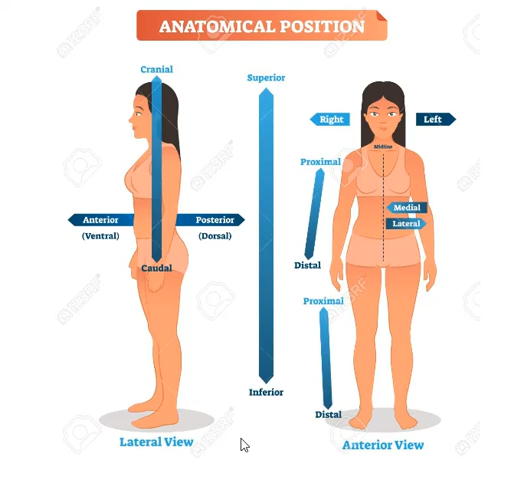 ANATOMICAL POSITION
Cranial
Superior
Right
Left
Midline
Proximal
Medial
Anterior
(Ventral)
Posterior
(Dorsal)
Lateral
Caudal
Distal
Proximal
Inferior
Distal
Lateral View
Anterior View